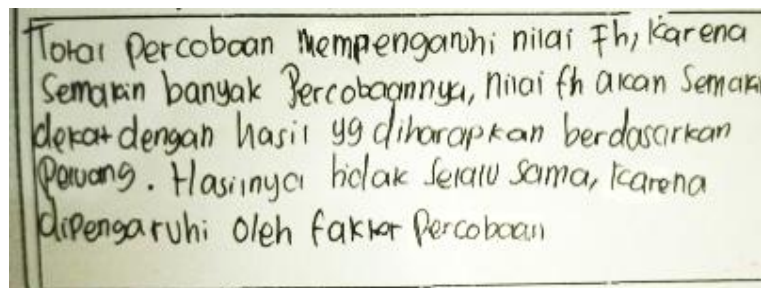 Total percobaan mempengaruhi nilai Fh, karena
Semakin banyak Percobaannya, nilai fh akan Semaki
dekat dengan hasil yg diharapkan berdasarkan
Peluang. Hasilnya tidak Selalu sama, karena
dipengaruhi oleh faktor Percobaan